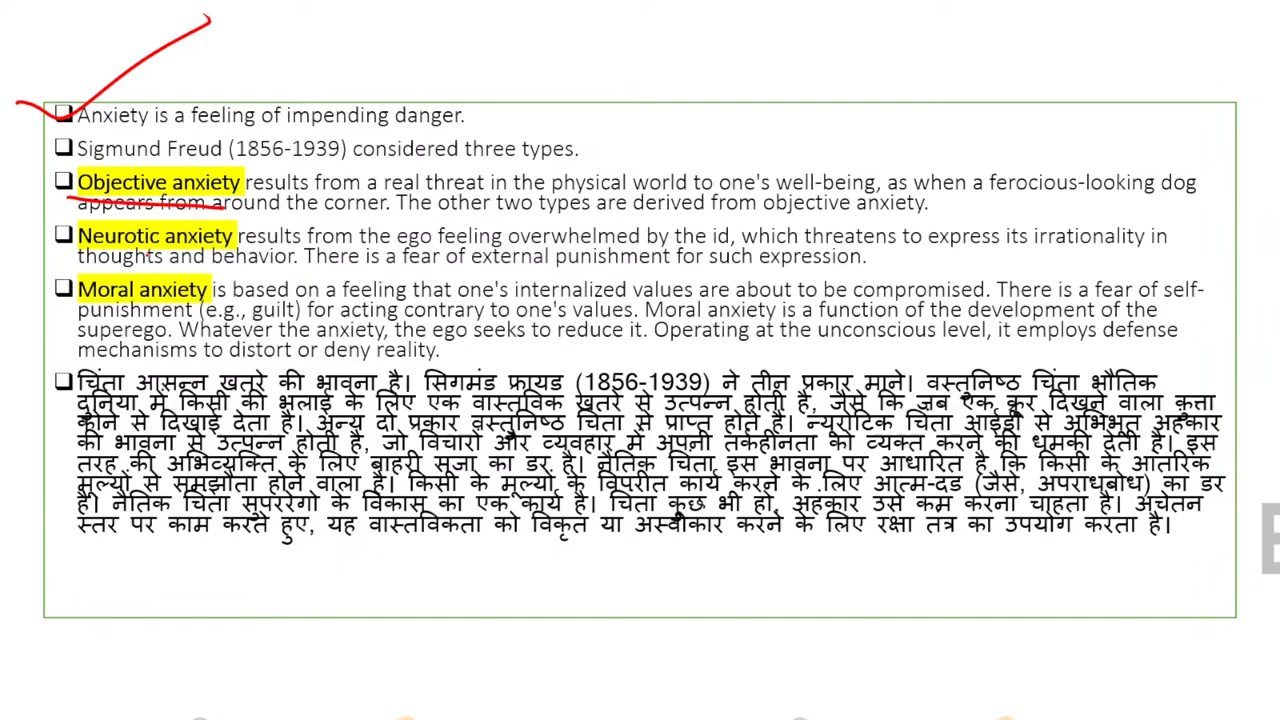 ❑ Anxiety is a feeling of impending danger.
❑ Sigmund Freud (1856-1939) considered three types.
❑ Objective anxiety results from a real threat in the physical world to one's well-being, as when a ferocious-looking dog
appears from around the corner. The other two types are derived from objective anxiety.
❑ Neurotic anxiety results from the ego feeling overwhelmed by the id, which threatens to express its irrationality in
thoughts and behavior. There is a fear of external punishment for such expression.
❑ Moral anxiety is based on a feeling that one's internalized values are about to be compromised. There is a fear of self-
punishment (e.g., guilt) for acting contrary to one's values. Moral anxiety is a function of the development of the
superego. Whatever the anxiety, the ego seeks to reduce it. Operating at the unconscious level, it employs defense
mechanisms to distort or deny reality.
❑ चिंता आसन्न खतरे की भावना है। सिगमंड फ्रायड (1856-1939) ने तीन प्रकार माने। वस्तुनिष्ठ चिंता भौतिक
दुनिया में किसी की भलाई के लिए एक वास्तविक खतरे से उत्पन्न होती है, जैसे कि जब एक क्रूर दिखने वाला कुत्ता
कोने से दिखाई देता है। अन्य दो प्रकार वस्तुनिष्ठ चिंता से प्राप्त होते हैं। न्यूरोटिक चिंता आईडी से अभिभूत अहंकार
की भावना से उत्पन्न होती है, जो विचारों और व्यवहार में अपनी तर्कहीनता को व्यक्त करने की धमकी देती है। इस
तरह की अभिव्यक्ति के लिए बाहरी सजा का डर है। नैतिक चिंता इस भावना पर आधारित है कि किसी के आंतरिक
मूल्यों से समझौता होने वाला है। किसी के मूल्यों के विपरीत कार्य करने के लिए आत्म-दंड (जैसे, अपराधबोध) का डर
है। नैतिक चिंता सुपररेगो के विकास का एक कार्य है। चिंता कुछ भी हो, अहंकार उसे कम करना चाहता है। अचेतन
स्तर पर काम करते हुए, यह वास्तविकता को विकृत या अस्वीकार करने के लिए रक्षा तंत्र का उपयोग करता है।